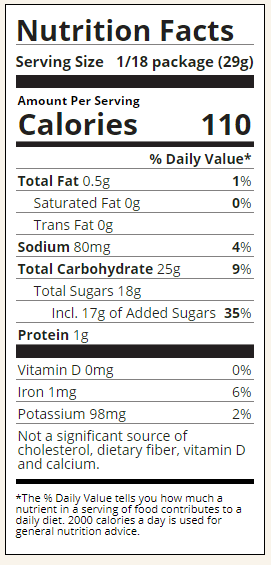 Nutrition Facts
Serving Size 1/18 package (29g)
Amount Per Serving
Calories 110
% Daily Value*
Total Fat 0.5g 1%
Saturated Fat 0g 0%
Trans Fat 0g
Sodium 80mg 4%
Total Carbohydrate 25g 9%
Total Sugars 18g
Incl. 17g of Added Sugars 35%
Protein 1g
Vitamin D 0mg 0%
Iron 1mg 6%
Potassium 98mg 2%
Not a significant source of
cholesterol, dietary fiber, vitamin D
and calcium.
*The % Daily Value tells you how much a
nutrient in a serving of food contributes to a
daily diet. 2000 calories a day is used for
general nutrition advice.